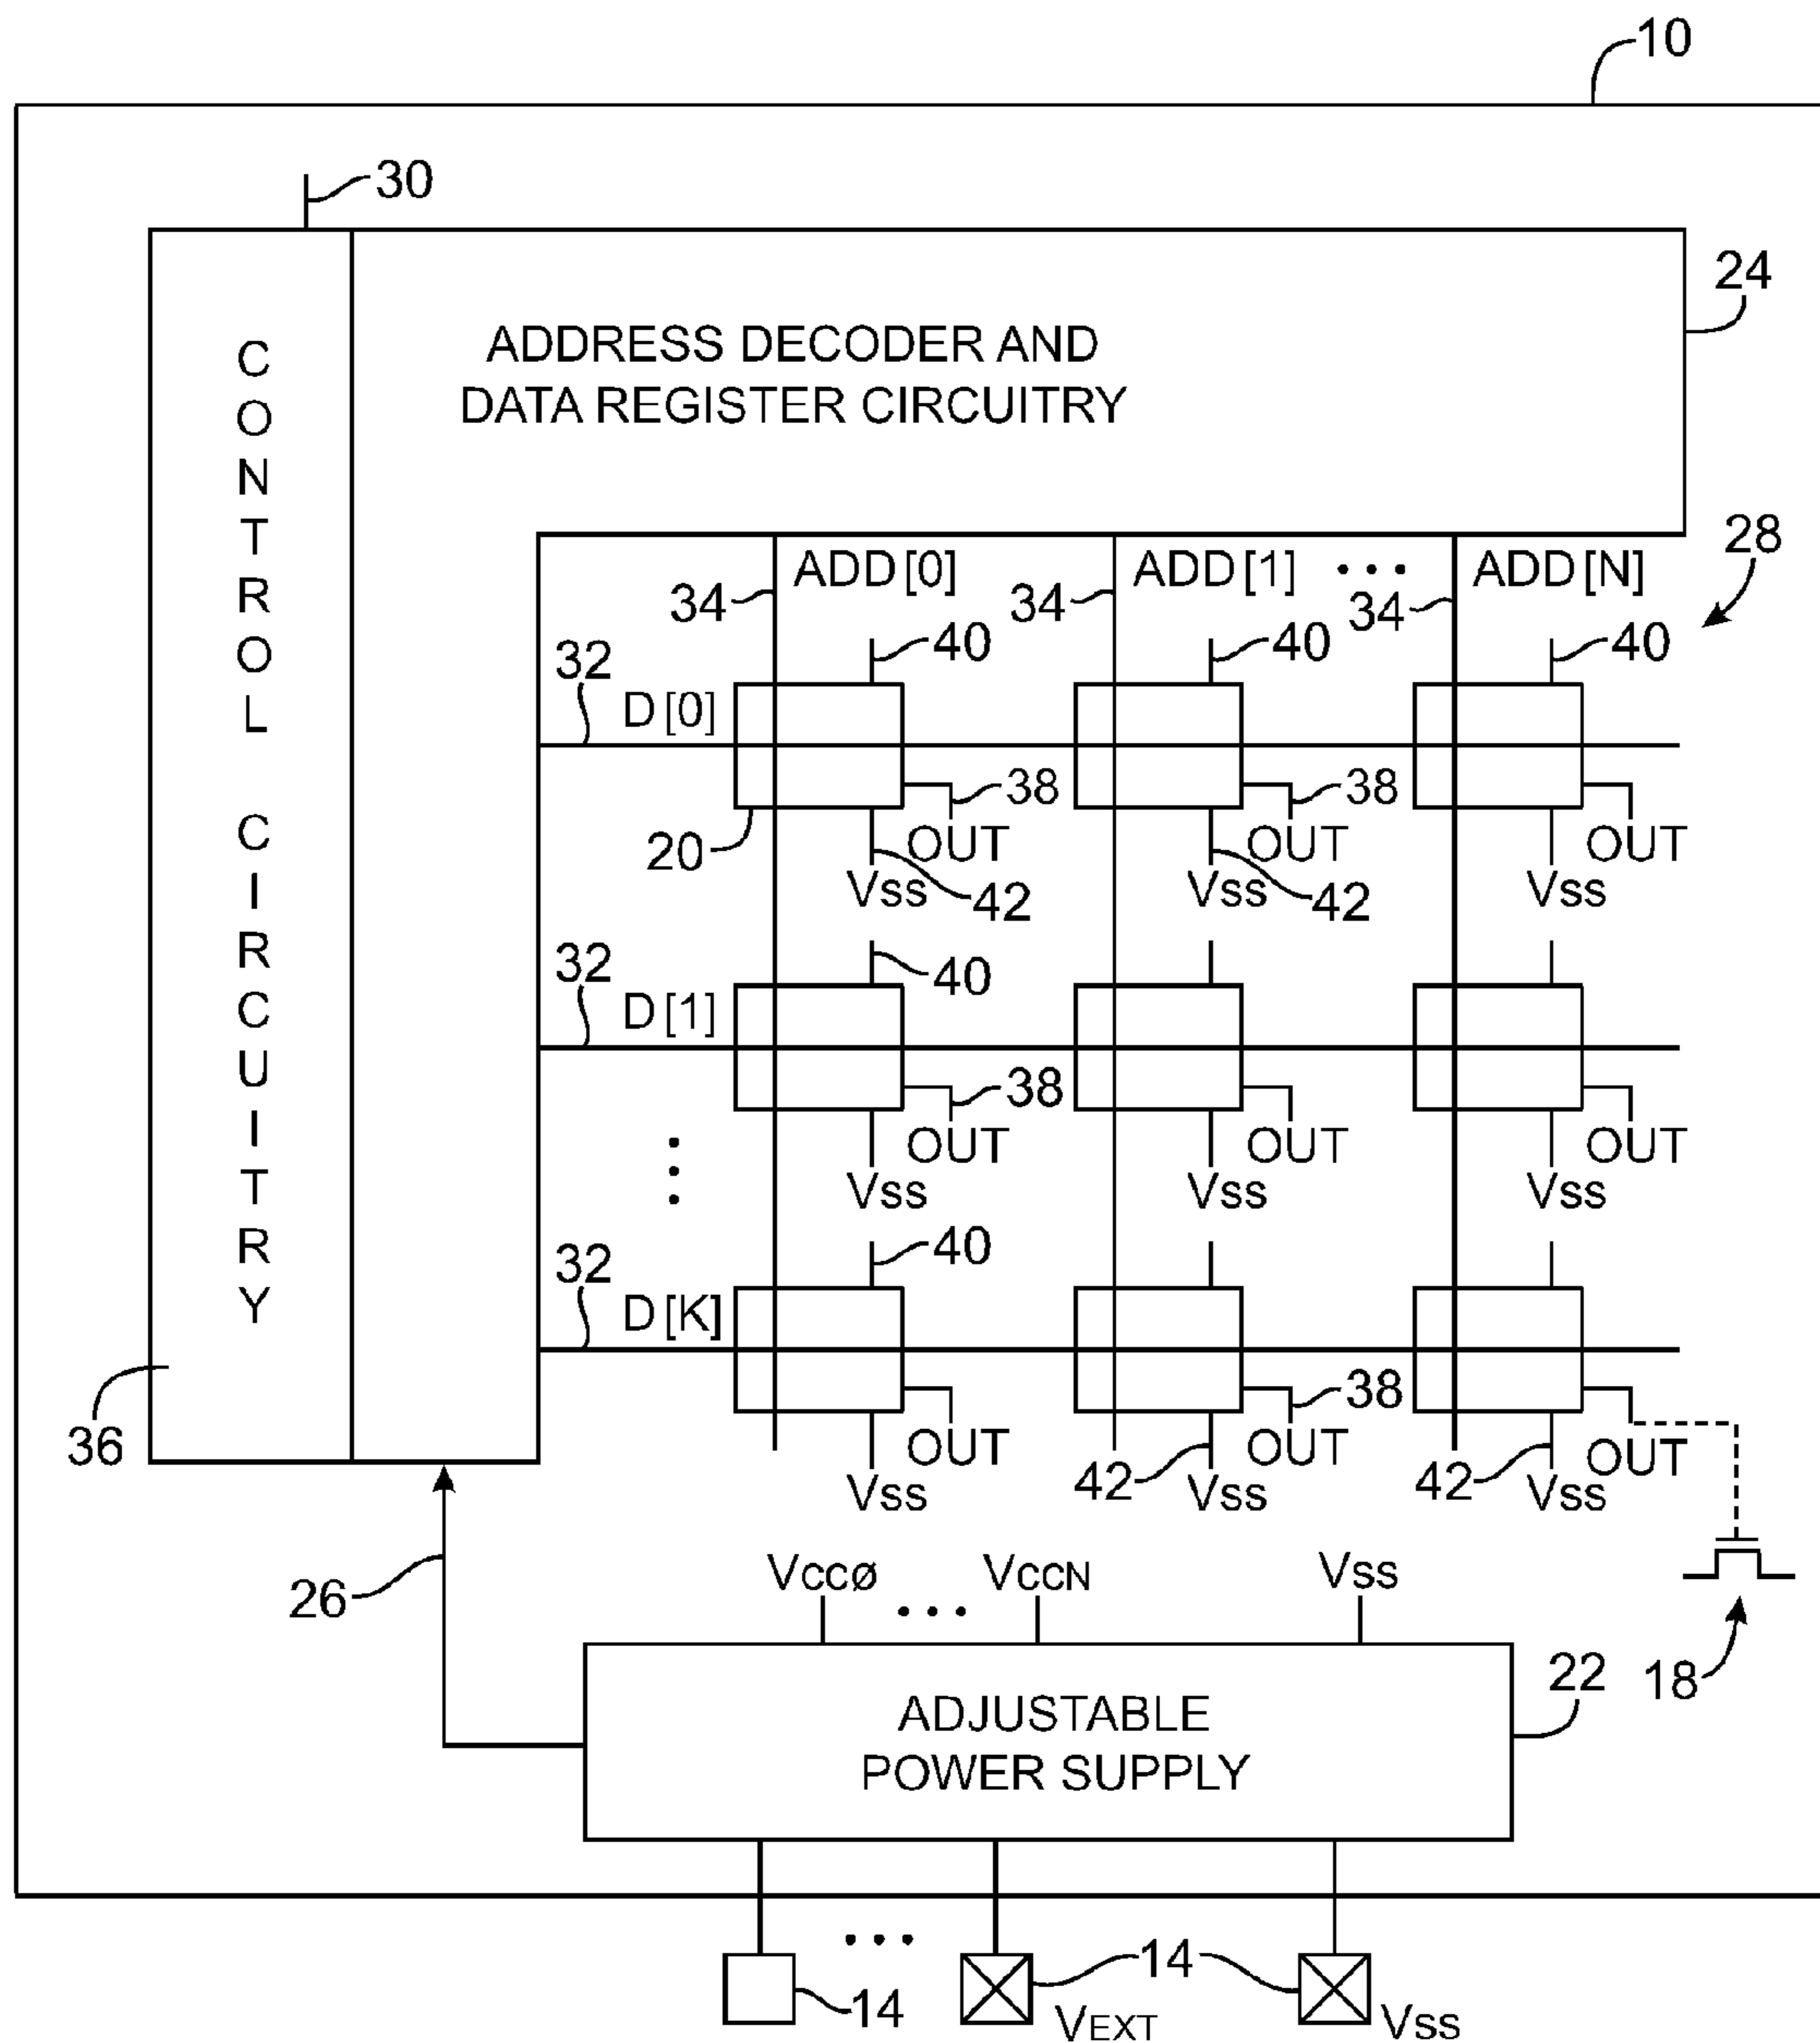 10
30
24
ADDRESS DECODER AND
DATA REGISTER CIRCUITRY
CONTROL CIRCUITRY
28
ADD[0] ADD[1] ••• ADD[N]
34 34 34
32 40 40 40
D[0]
38 38
20 OUT OUT OUT
Vss 42 Vss 42 Vss
32 40
D[1]
38
OUT OUT OUT
Vss Vss Vss
32 40
D[K]
38
36 OUT OUT OUT
Vss 42 Vss 42 Vss
26 Vccø ••• VccN Vss
22 18
ADJUSTABLE
POWER SUPPLY
•••
14 14
VEXT Vss